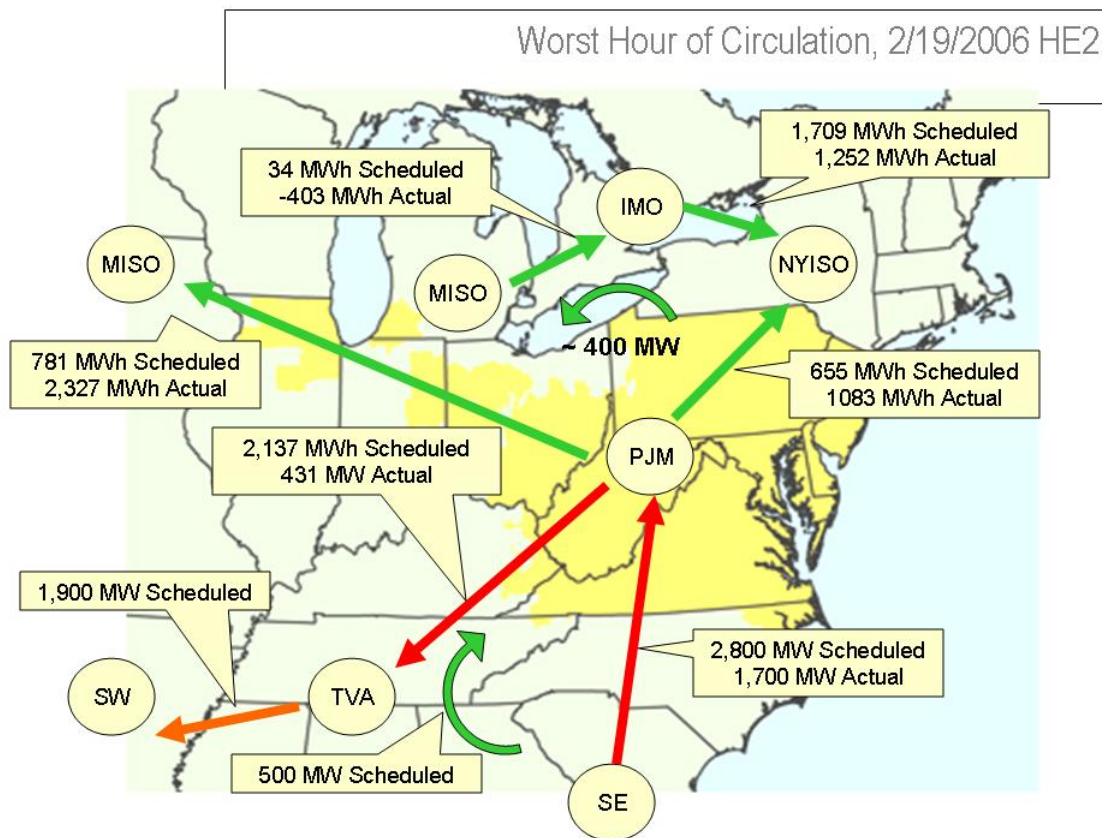 Worst Hour of Circulation, 2/19/2006 HE2
1,709 MWh Scheduled
1,252 MWh Actual
34 MWh Scheduled
-403 MWh Actual
IMO
MISO
MISO
NYISO
~ 400 MW
781 MWh Scheduled
2,327 MWh Actual
655 MWh Scheduled
1083 MWh Actual
2,137 MWh Scheduled
431 MW Actual
PJM
1,900 MW Scheduled
2,800 MW Scheduled
1,700 MW Actual
SW
TVA
500 MW Scheduled
SE